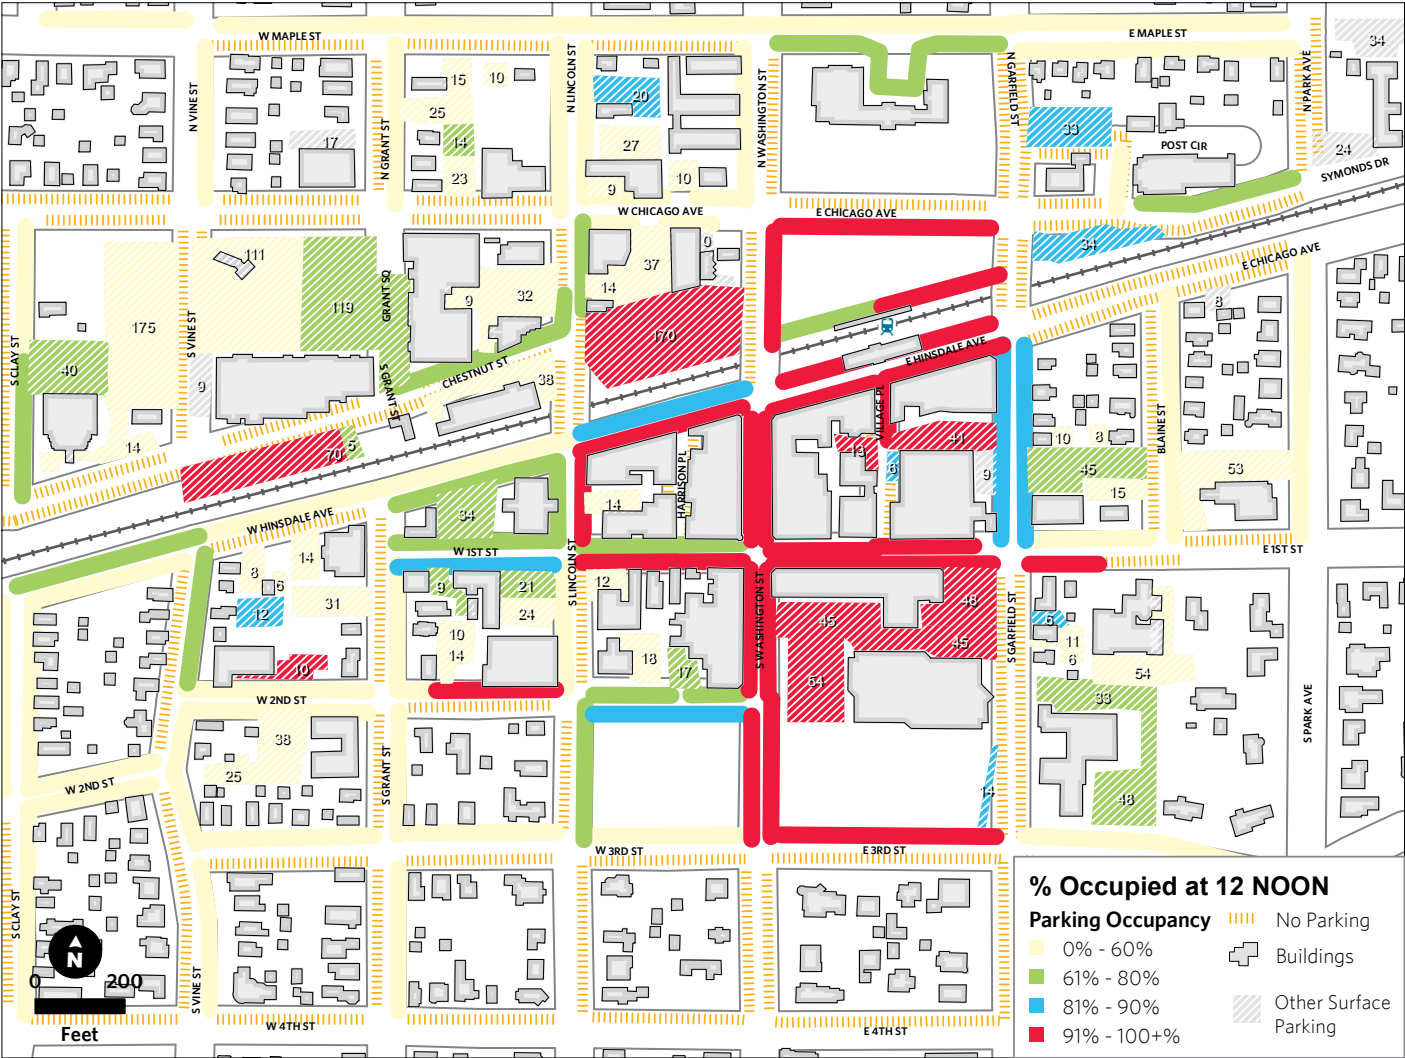 W MAPLE ST
E MAPLE ST
34
N VINE ST
N GRANT ST
N LINCOLN ST
N WASHINGTON ST
N GARFIELD ST
N PARK AVE
15
10
25
14
23
17
20
27
9
10
33
POST CIR
24
SYMONDS DR
W CHICAGO AVE
E CHICAGO AVE
E CHICAGO AVE
111
175
119
GRANT SQ
9
32
37
0
14
170
34
8
S CLAY ST
40
S VINE ST
9
S GRANT ST
CHESTNUT ST
38
14
70
5
E HINSDALE AVE
VILLAGE PL
41
13
6
9
10
8
45
15
BLAINE ST
53
W HINSDALE AVE
34
14
HARRISON PL
W 1ST ST
E 1ST ST
8
14
6
12
31
10
9
21
24
10
14
S LINCOLN ST
12
18
17
S WASHINGTON ST
48
45
45
54
S GARFIELD ST
6
11
6
54
33
48
14
S PARK AVE
W 2ND ST
W 2ND ST
38
25
S GRANT ST
W 3RD ST
E 3RD ST
S CLAY ST
S VINE ST
W 4TH ST
E 4TH ST
N
0 200
Feet
% Occupied at 12 NOON
Parking Occupancy
0% - 60%
61% - 80%
81% - 90%
91% - 100+%
No Parking
Buildings
Other Surface
Parking